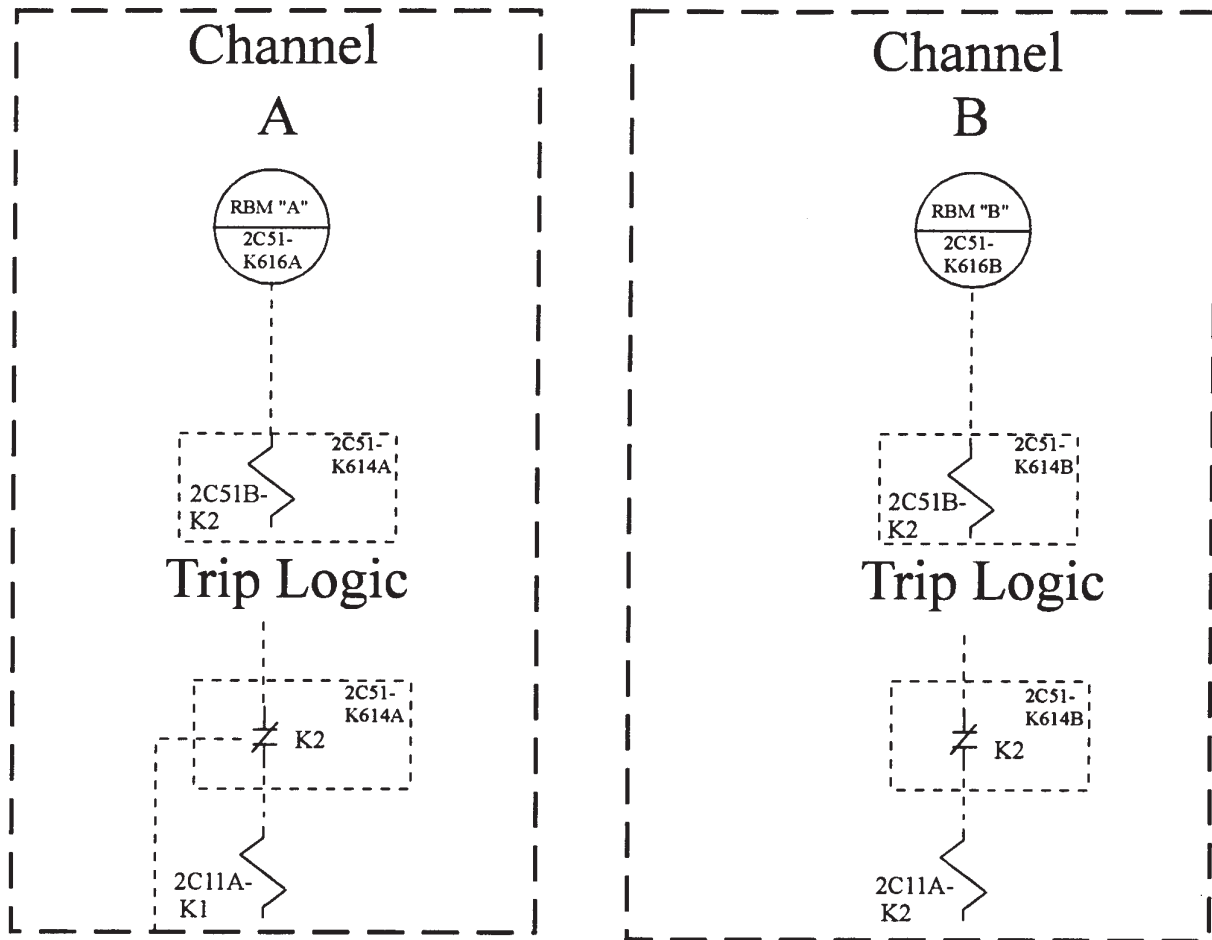 Channel
A
RBM "A"
2C51-
K616A
2C51-
K614A
2C51B-
K2
Trip Logic
2C51-
K614A
K2
2C11A-
K1
Channel
B
RBM "B"
2C51-
K616B
2C51-
K614B
2C51B-
K2
Trip Logic
2C51-
K614B
K2
2C11A-
K2